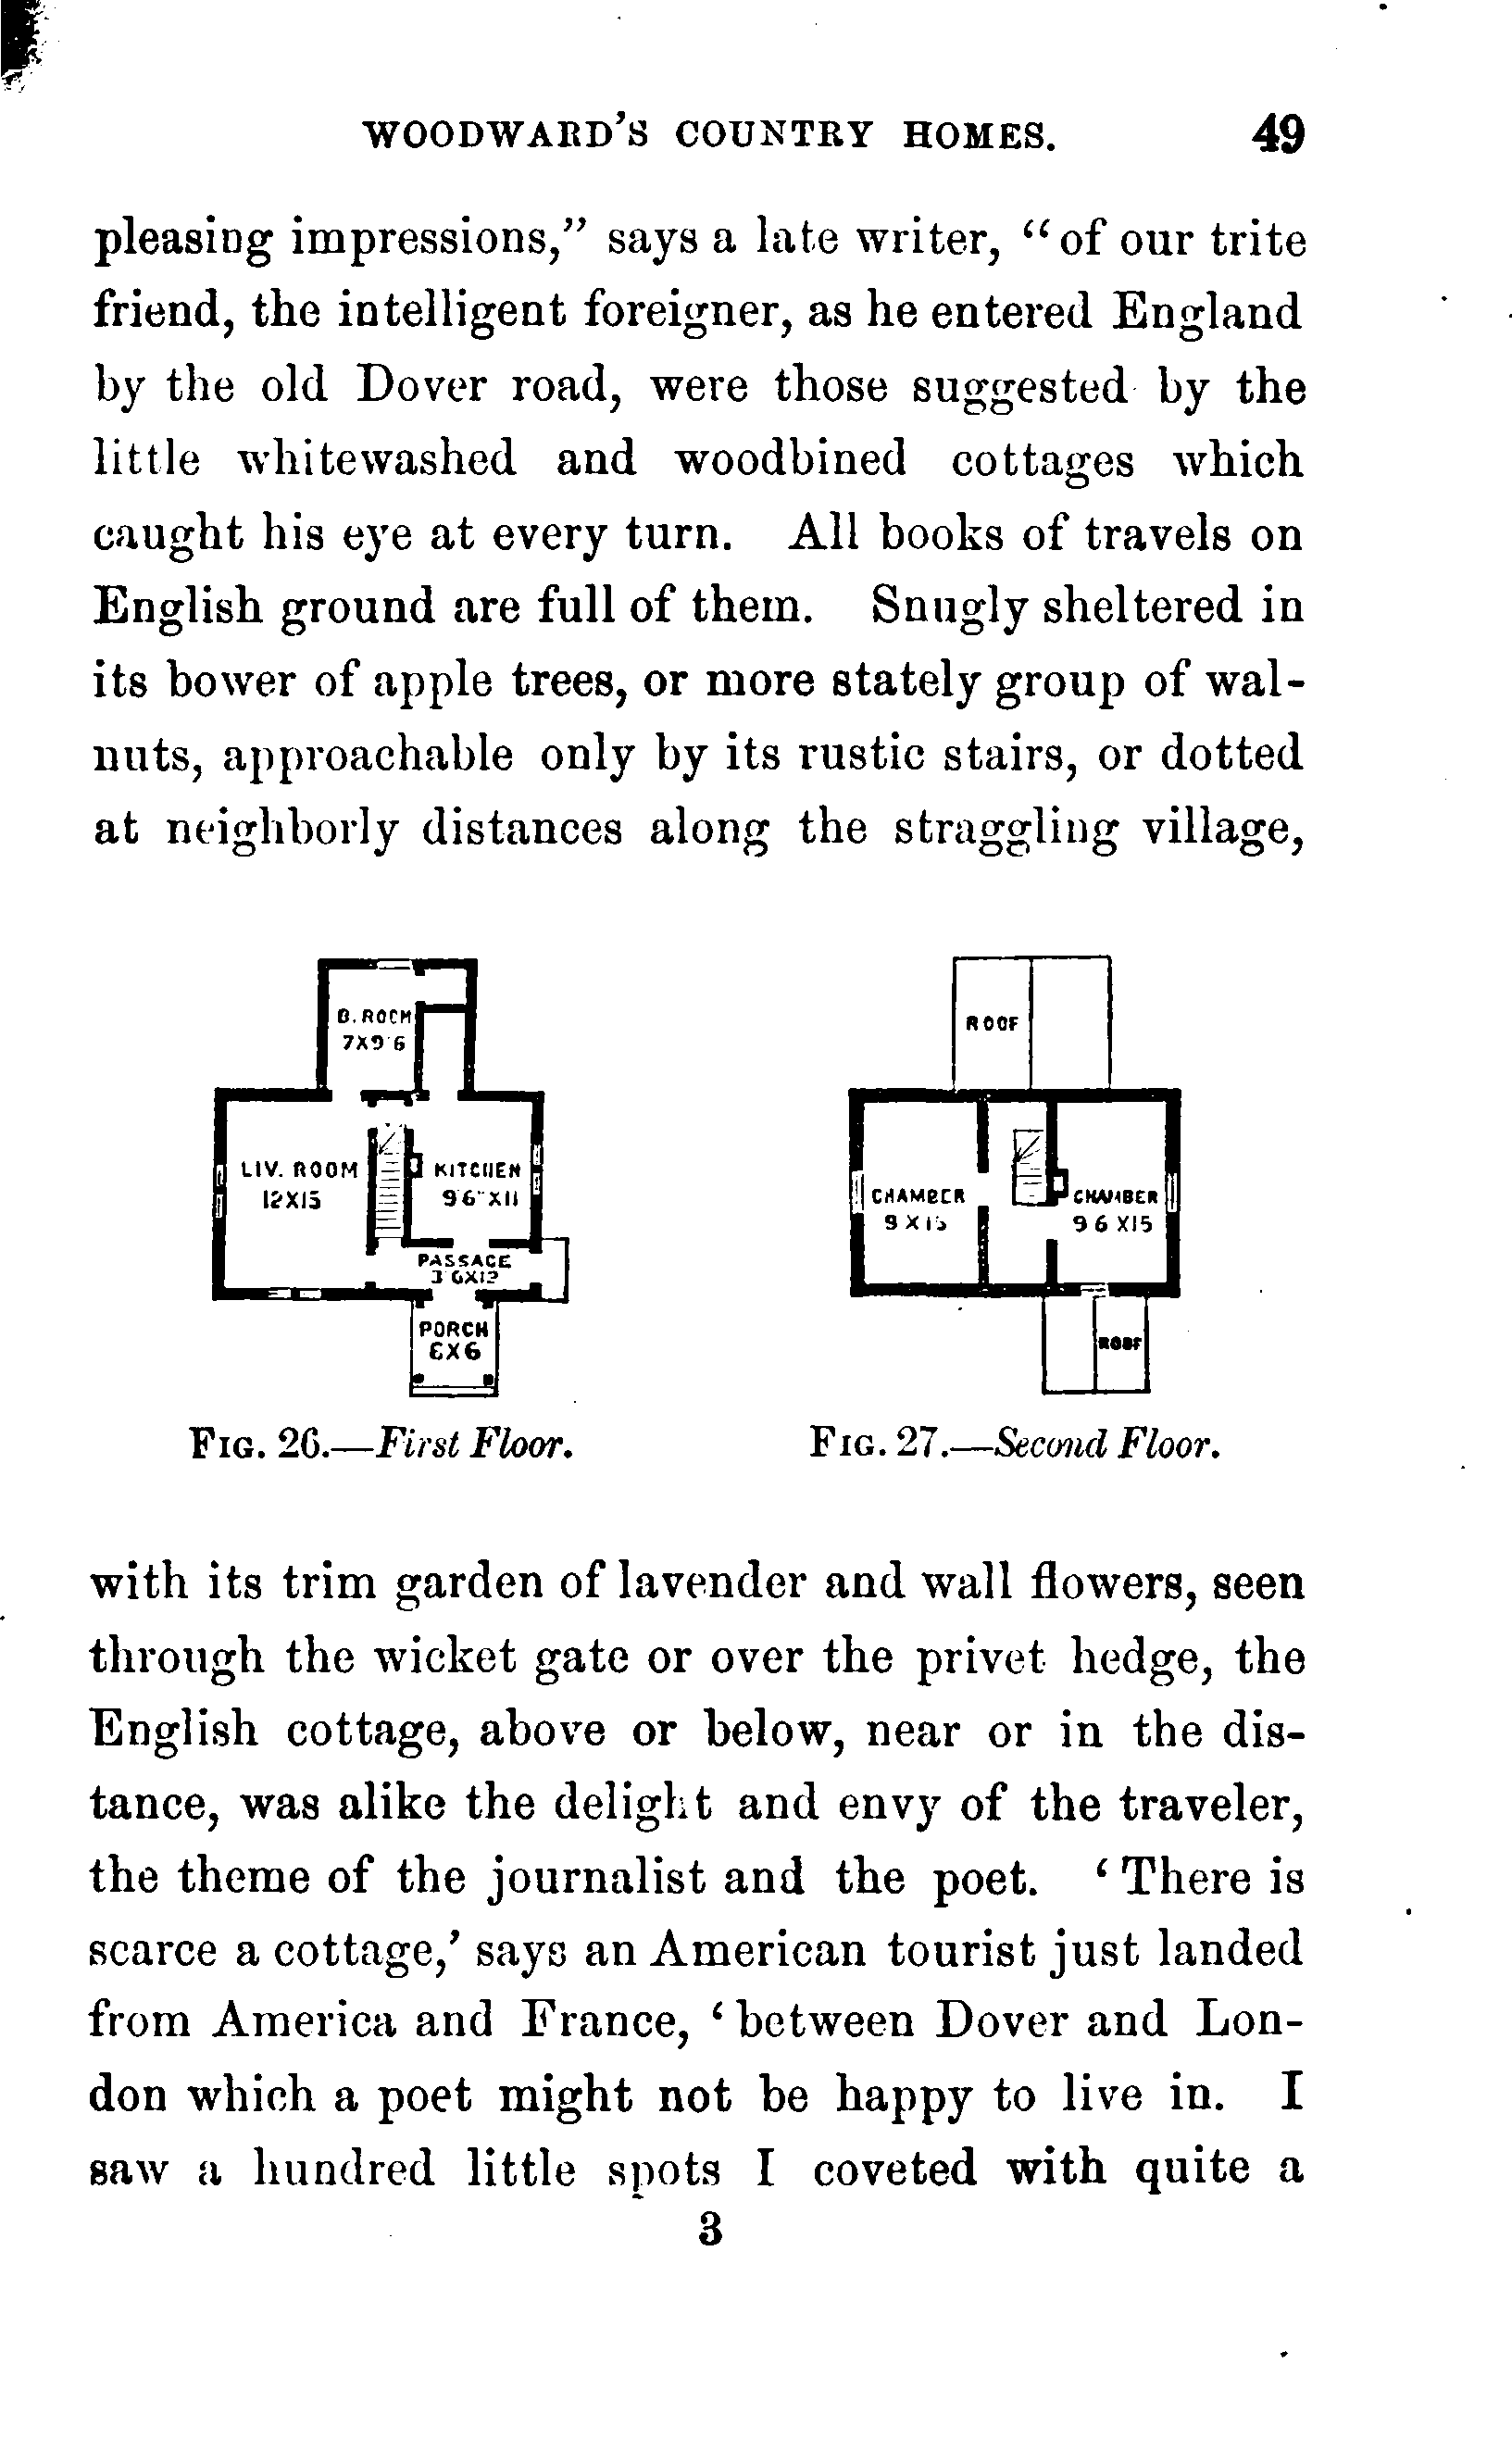 WOODWARD'S COUNTRY HOMES. 49
pleasing impressions," says a late writer, "of our trite
friend, the intelligent foreigner, as he entered England
by the old Dover road, were those suggested by the
little whitewashed and woodbined cottages which
caught his eye at every turn. All books of travels on
English ground are full of them. Snugly sheltered in
its bower of apple trees, or more stately group of wal-
nuts, approachable only by its rustic stairs, or dotted
at neighborly distances along the straggling village,
B. ROOM
7X9'6
LIV. ROOM
12X15
KITCHEN
9'6"X11
PASSAGE
3'6X12
PORCH
6X6
FIG. 26.—First Floor.
ROOF
CHAMBER
9X15
CHAMBER
9 6 X15
ROOF
FIG. 27.—Second Floor.
with its trim garden of lavender and wall flowers, seen
through the wicket gate or over the privet hedge, the
English cottage, above or below, near or in the dis-
tance, was alike the delight and envy of the traveler,
the theme of the journalist and the poet. 'There is
scarce a cottage,' says an American tourist just landed
from America and France, 'between Dover and Lon-
don which a poet might not be happy to live in. I
saw a hundred little spots I coveted with quite a
3